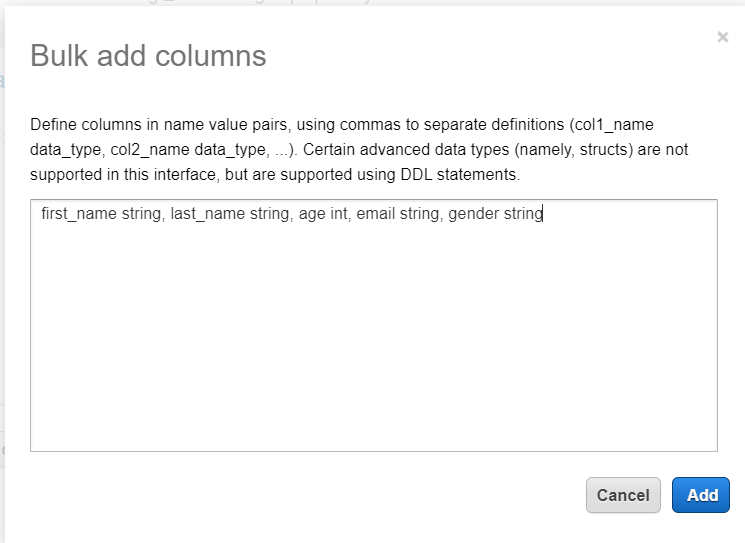 ×
Bulk add columns
Define columns in name value pairs, using commas to separate definitions (col1_name
data_type, col2_name data_type, ...). Certain advanced data types (namely, structs) are not
supported in this interface, but are supported using DDL statements.
first_name string, last_name string, age int, email string, gender string
Cancel Add